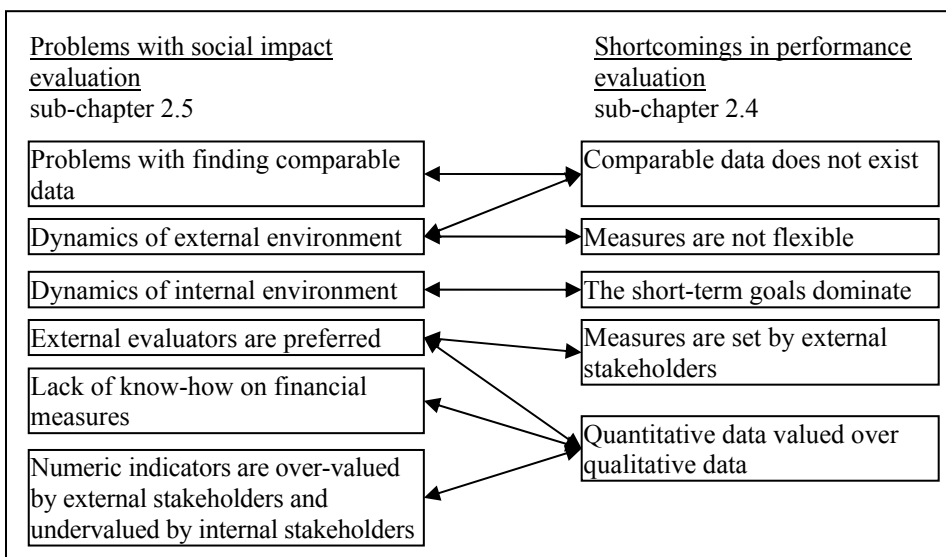 Problems with social impact
evaluation
sub-chapter 2.5
Shortcomings in performance
evaluation
sub-chapter 2.4
Problems with finding comparable
data
Comparable data does not exist
Dynamics of external environment
Measures are not flexible
Dynamics of internal environment
The short-term goals dominate
External evaluators are preferred
Measures are set by external
stakeholders
Lack of know-how on financial
measures
Quantitative data valued over
qualitative data
Numeric indicators are over-valued
by external stakeholders and
undervalued by internal stakeholders